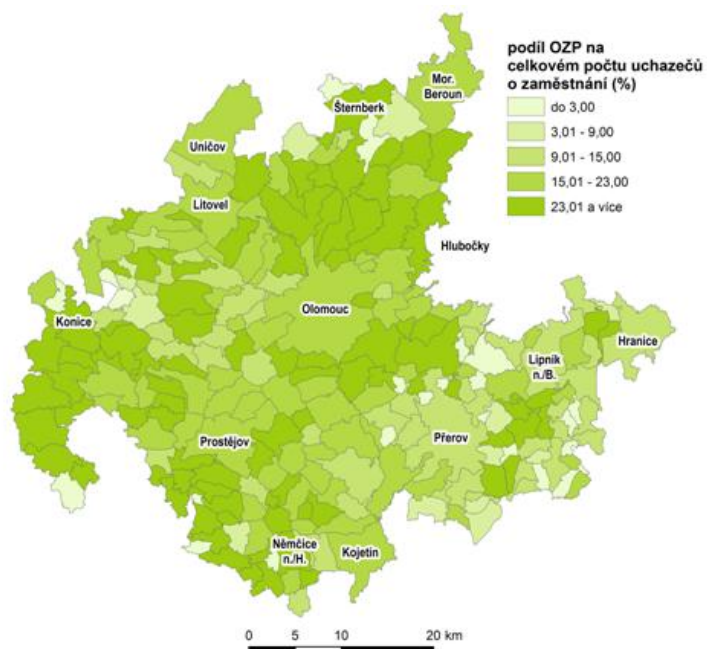 podíl OZP na
celkovém počtu uchazečů
o zaměstnání (%)
do 3,00
3,01 - 9,00
9,01 - 15,00
15,01 - 23,00
23,01 a více
Mor.
Beroun
Šternberk
Uničov
Litovel
Hlubočky
Olomouc
Konice
Hranice
Lipník
n./B.
Prostějov
Přerov
Němčice
n./H.
Kojetín
0 5 10 20 km